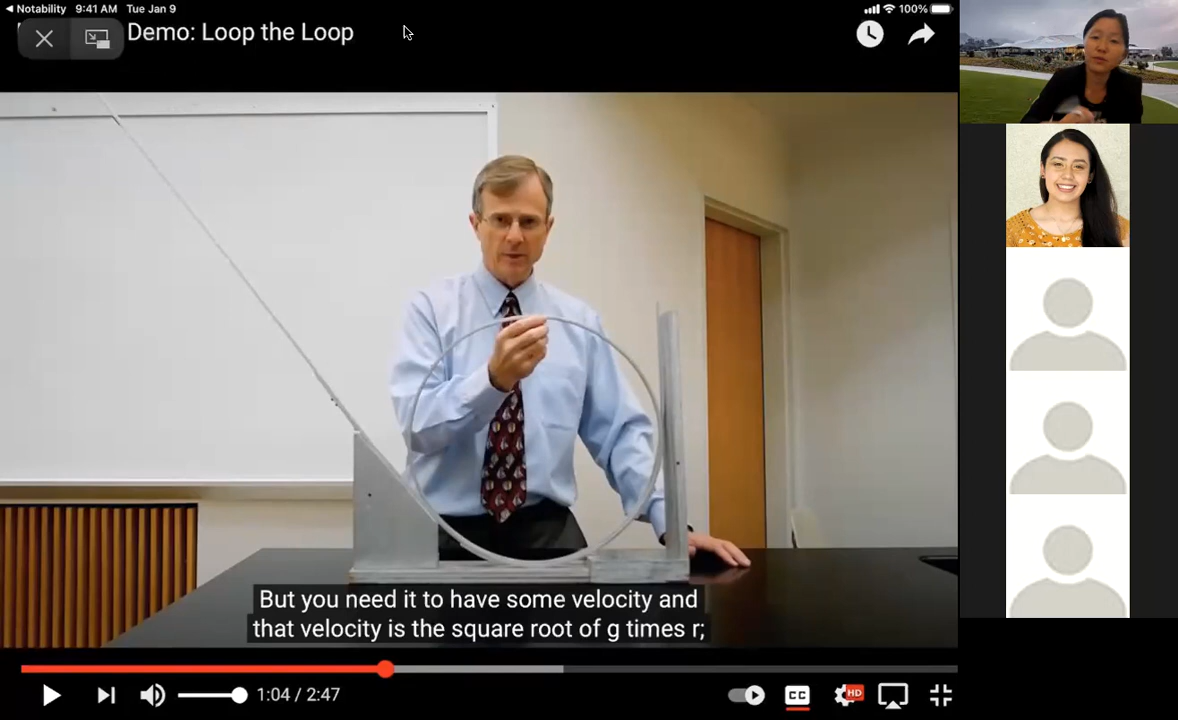 Notability 9:41 AM Tue Jan 9 100%
Demo: Loop the Loop
But you need it to have some velocity and
that velocity is the square root of g times r;
1:04 / 2:47
CC
HD